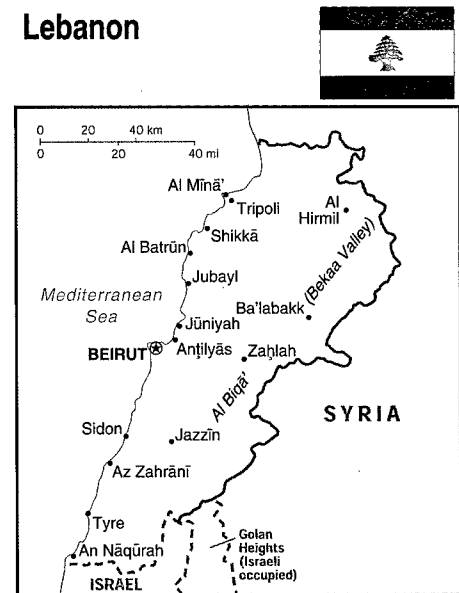 Lebanon
0 20 40 km
0 20 40 mi
Al Mīnā'
Tripoli
Al
Hirmil
Shikkā
Al Batrūn
Jubayl
(Bekaa Valley)
Mediterranean
Sea
Ba'labakk
Jūniyah
BEIRUT
Anţilyās
Zaḩlah
Al Biqā'
SYRIA
Sidon
Jazzīn
Az Zahrānī
Tyre
An Nāqūrah
Golan
Heights
(Israeli
occupied)
ISRAEL